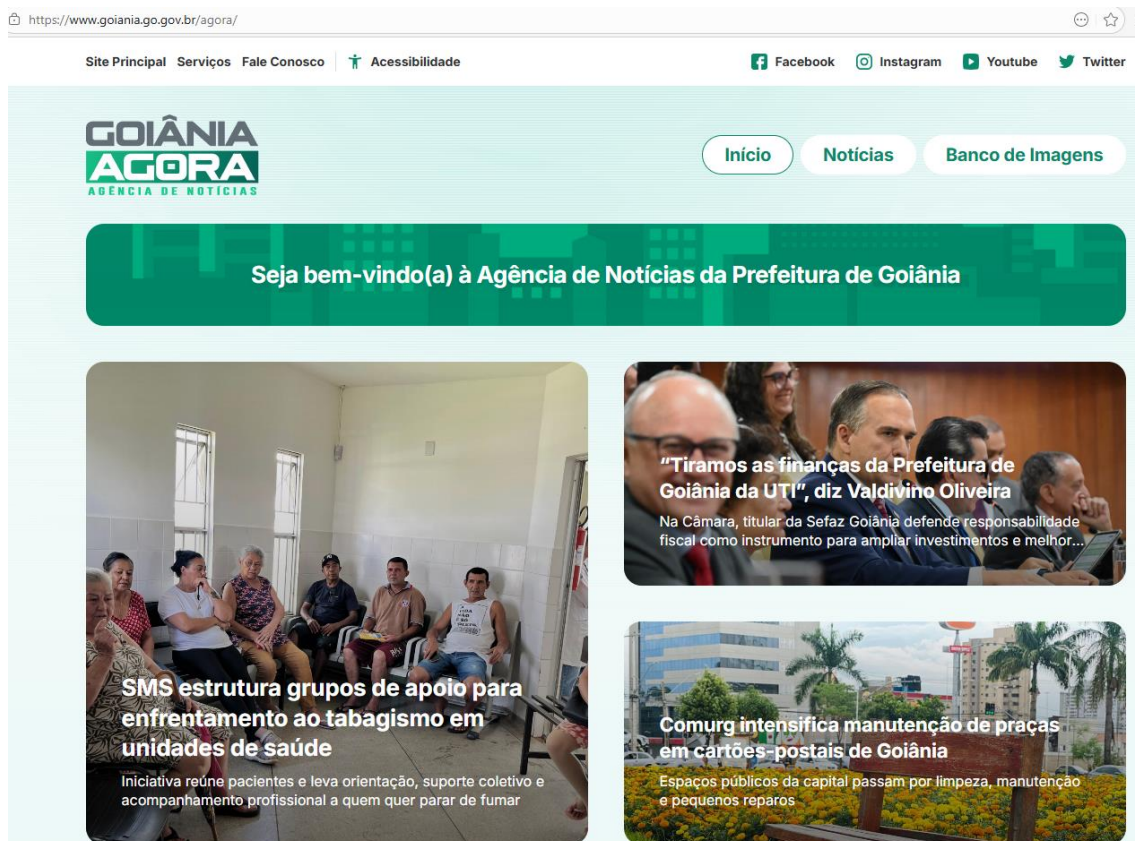 https://www.goiania.go.gov.br/agora/
Site Principal Serviços Fale Conosco Acessibilidade Facebook Instagram Youtube Twitter
GOIÂNIA
AGORA
AGÊNCIA DE NOTÍCIAS
Início Notícias Banco de Imagens
Seja bem-vindo(a) à Agência de Notícias da Prefeitura de Goiânia
SMS estrutura grupos de apoio para
enfrentamento ao tabagismo em
unidades de saúde
Iniciativa reúne pacientes e leva orientação, suporte coletivo e
acompanhamento profissional a quem quer parar de fumar
“Tiramos as finanças da Prefeitura de
Goiânia da UTI”, diz Valdivino Oliveira
Na Câmara, titular da Sefaz Goiânia defende responsabilidade
fiscal como instrumento para ampliar investimentos e melhor...
Comurg intensifica manutenção de praças
em cartões-postais de Goiânia
Espaços públicos da capital passam por limpeza, manutenção
e pequenos reparos